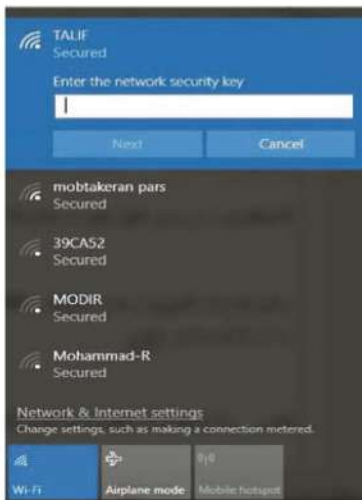 TALIF
Secured
Enter the network security key
Next
Cancel
mobtakeran pars
Secured
39CA52
Secured
MODIR
Secured
Mohammad-R
Secured
Network & Internet settings
Change settings, such as making a connection metered.
Wi-Fi
Airplane mode
Mobile hotspot